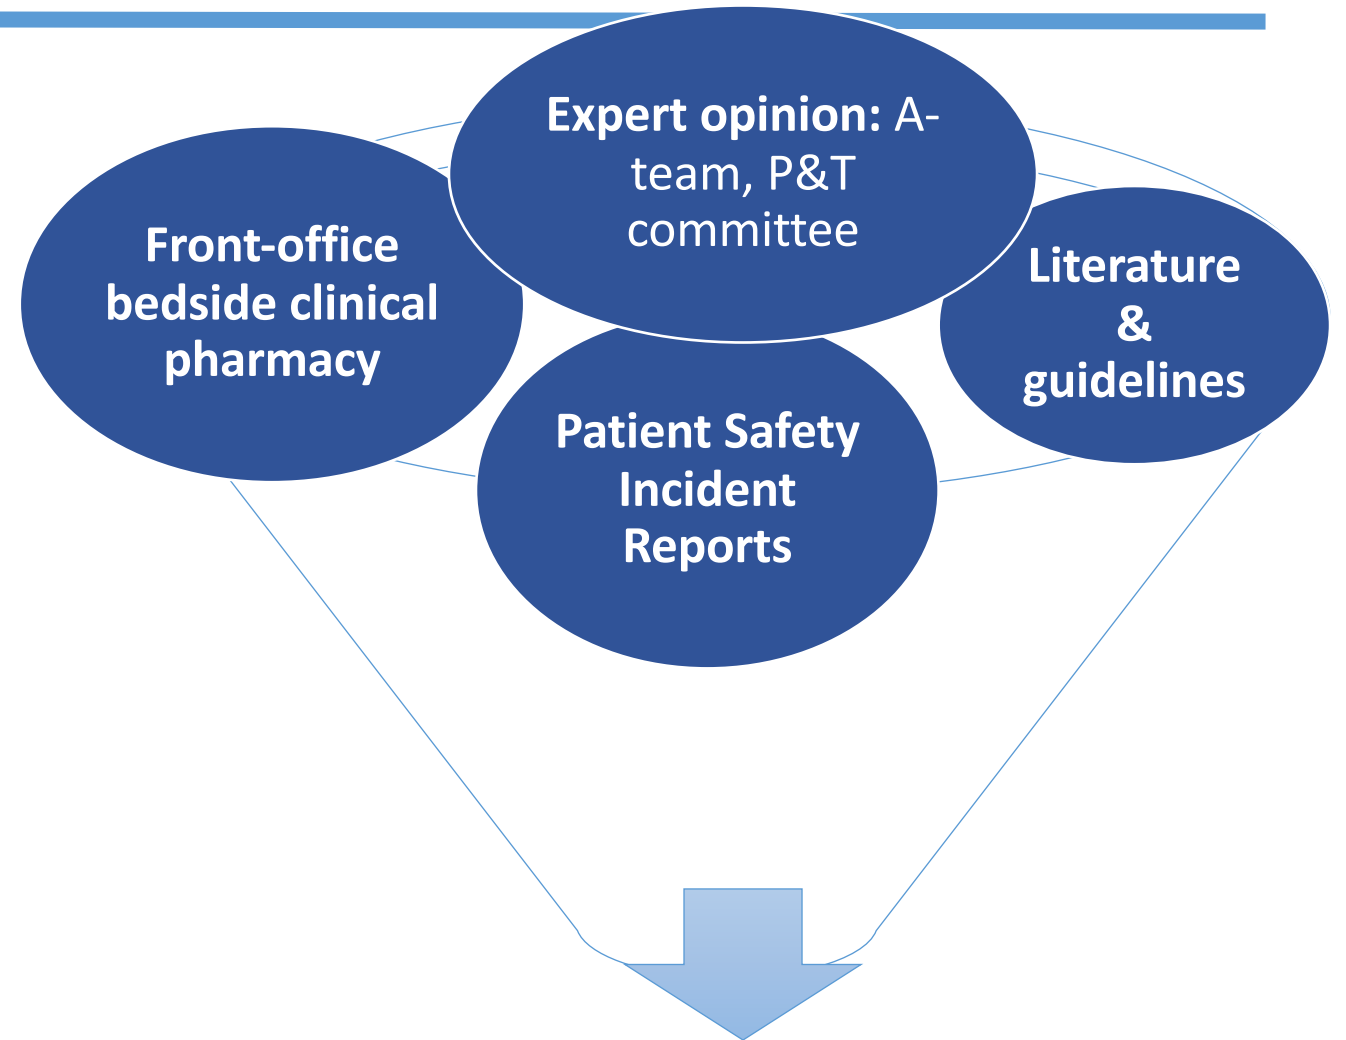 Expert opinion: A-
team, P&T
committee
Front-office
bedside clinical
pharmacy
Literature
&
guidelines
Patient Safety
Incident
Reports